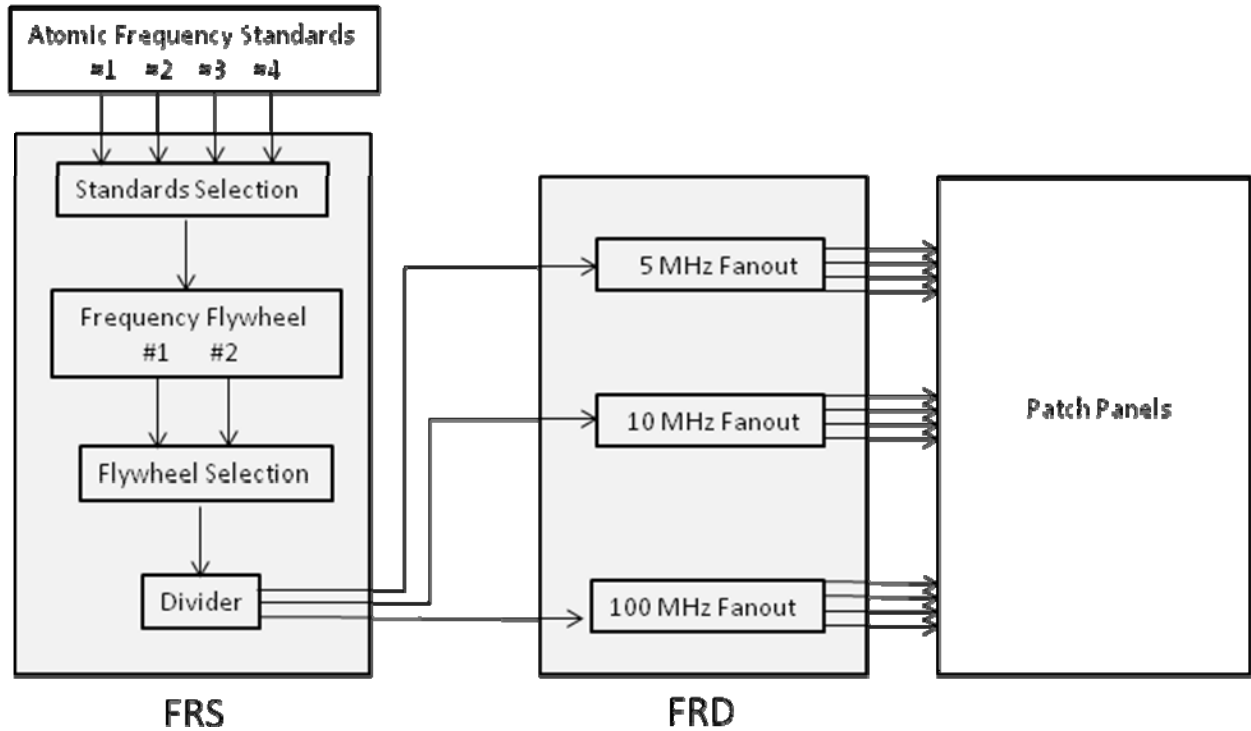 Atomic Frequency Standards
#1 #2 #3 #4
Standards Selection
Frequency Flywheel
#1 #2
Flywheel Selection
Divider
FRS
5 MHz Fanout
10 MHz Fanout
100 MHz Fanout
FRD
Patch Panels